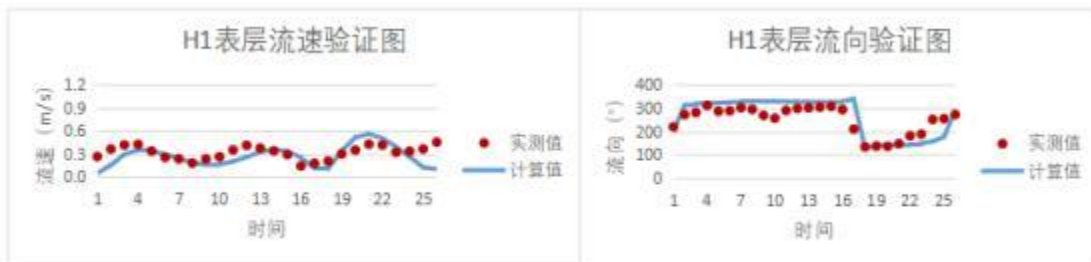 H1表层流速验证图
流速（m/s）
1.2
0.9
0.6
0.3
0.0
1 4 7 10 13 16 19 22 25
时间
实测值
计算值
H1表层流向验证图
流向（°）
400
300
200
100
0
1 4 7 10 13 16 19 22 25
时间
实测值
计算值